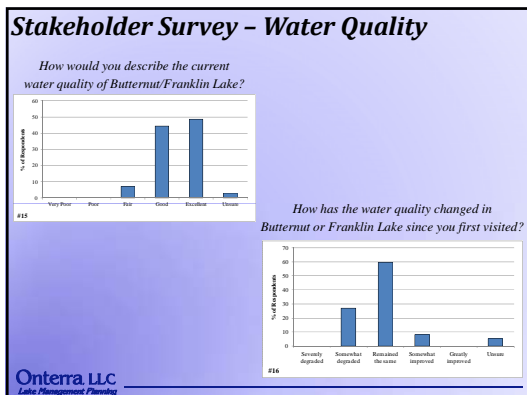 Stakeholder Survey – Water Quality
How would you describe the current
water quality of Butternut/Franklin Lake?
60
50
40
30
20
10
0
% of Respondents
Very Poor Poor Fair Good Excellent Unsure
#15
How has the water quality changed in
Butternut or Franklin Lake since you first visited?
70
60
50
40
30
20
10
0
% of Respondents
Severely degraded
Somewhat degraded
Remained the same
Somewhat improved
Greatly improved
Unsure
#16
Onterra LLC
Lake Management Planning